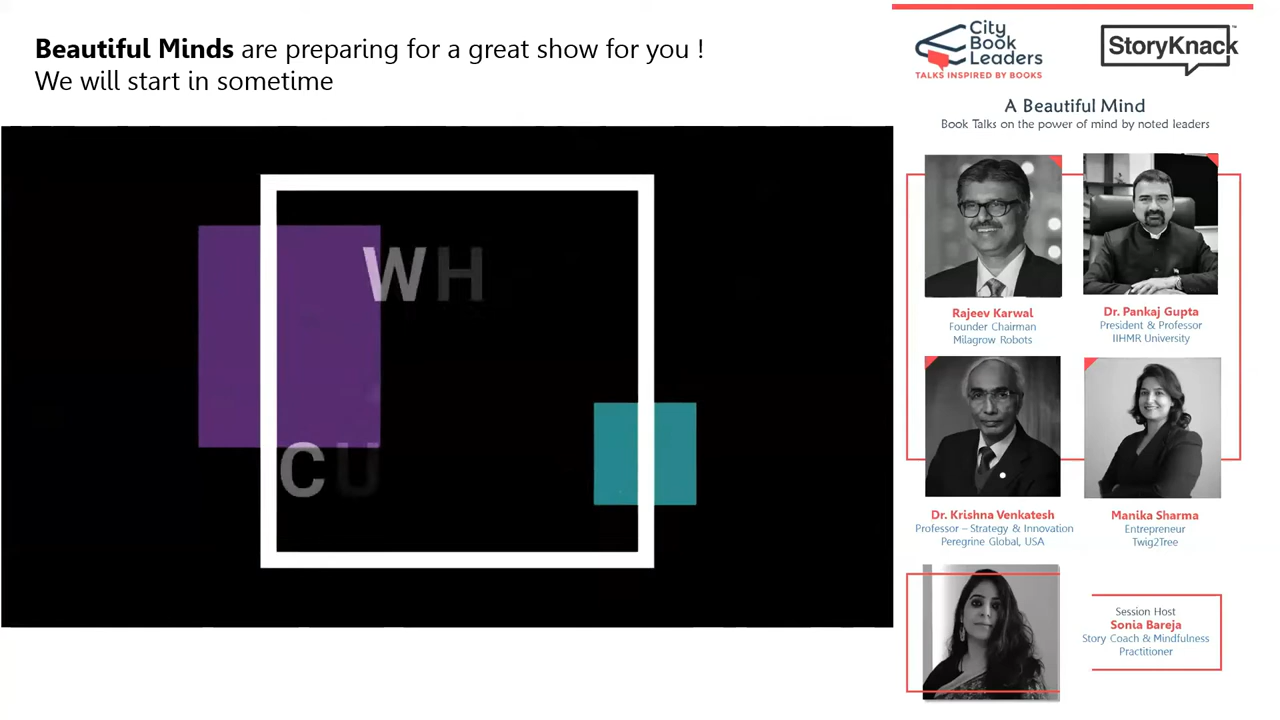 Beautiful Minds are preparing for a great show for you !
We will start in sometime
WH
CU
City
Book
Leaders
TALKS INSPIRED BY BOOKS
StoryKnack™
A Beautiful Mind
Book Talks on the power of mind by noted leaders
Rajeev Karwal
Founder Chairman
Milagrow Robots
Dr. Pankaj Gupta
President & Professor
IIHMR University
Dr. Krishna Venkatesh
Professor – Strategy & Innovation
Peregrine Global, USA
Manika Sharma
Entrepreneur
Twig2Tree
Session Host
Sonia Bareja
Story Coach & Mindfulness
Practitioner